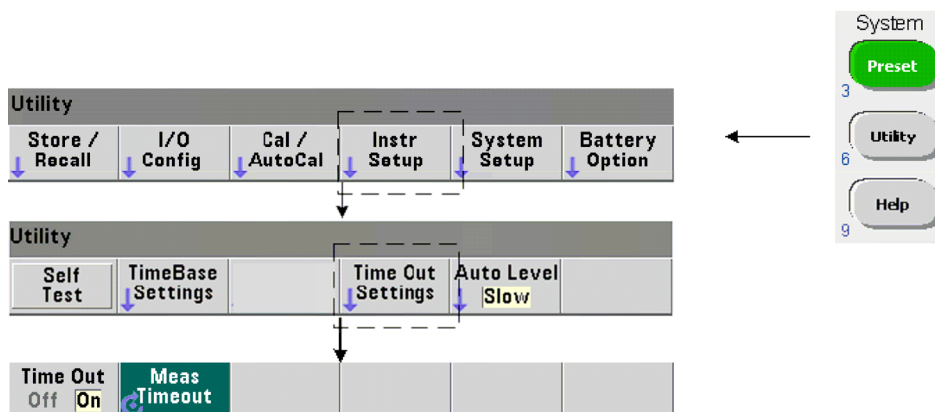 System
Preset
3
Utility
6
Help
9
Utility
Store / Recall
I/O Config
Cal / AutoCal
Instr Setup
System Setup
Battery Option
Utility
Self Test
TimeBase Settings
Time Out Settings
Auto Level Slow
Time Out Off On
Meas Timeout